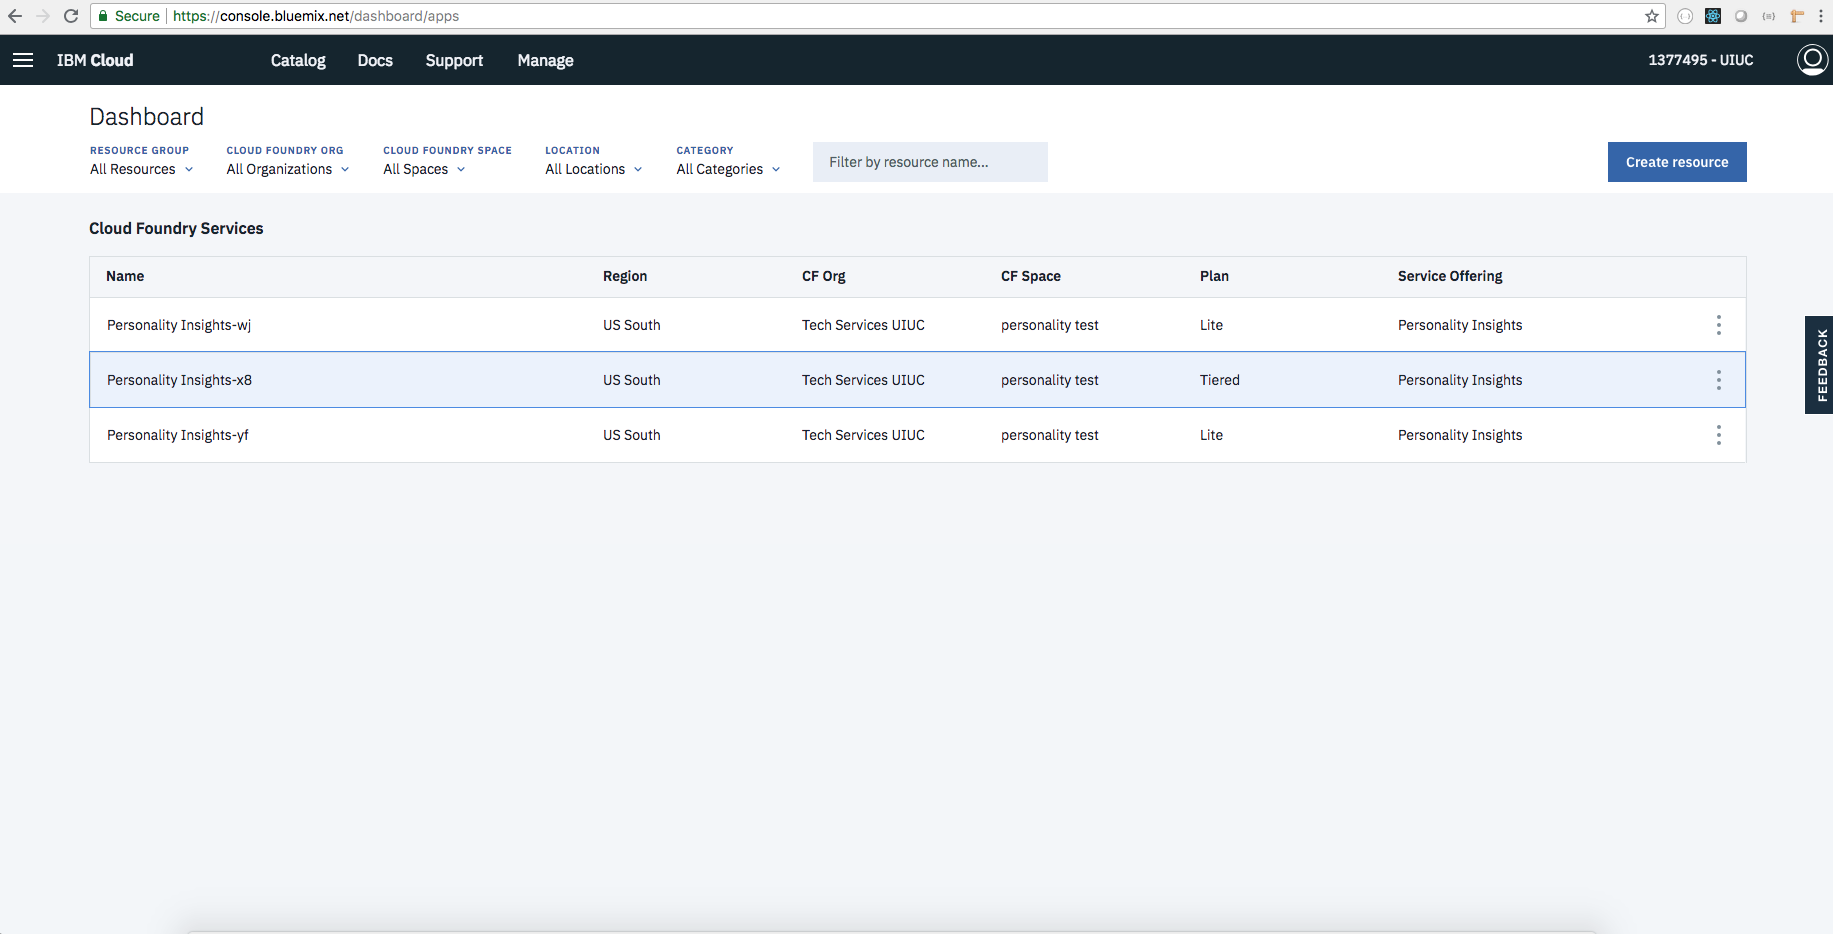 Secure https://console.bluemix.net/dashboard/apps
IBM Cloud Catalog Docs Support Manage 1377495 - UIUC
Dashboard
RESOURCE GROUP CLOUD FOUNDRY ORG CLOUD FOUNDRY SPACE LOCATION CATEGORY
All Resources All Organizations All Spaces All Locations All Categories
Filter by resource name...
Create resource
Cloud Foundry Services
Name Region CF Org CF Space Plan Service Offering
Personality Insights-wj US South Tech Services UIUC personality test Lite Personality Insights
Personality Insights-x8 US South Tech Services UIUC personality test Tiered Personality Insights
Personality Insights-yf US South Tech Services UIUC personality test Lite Personality Insights
FEEDBACK